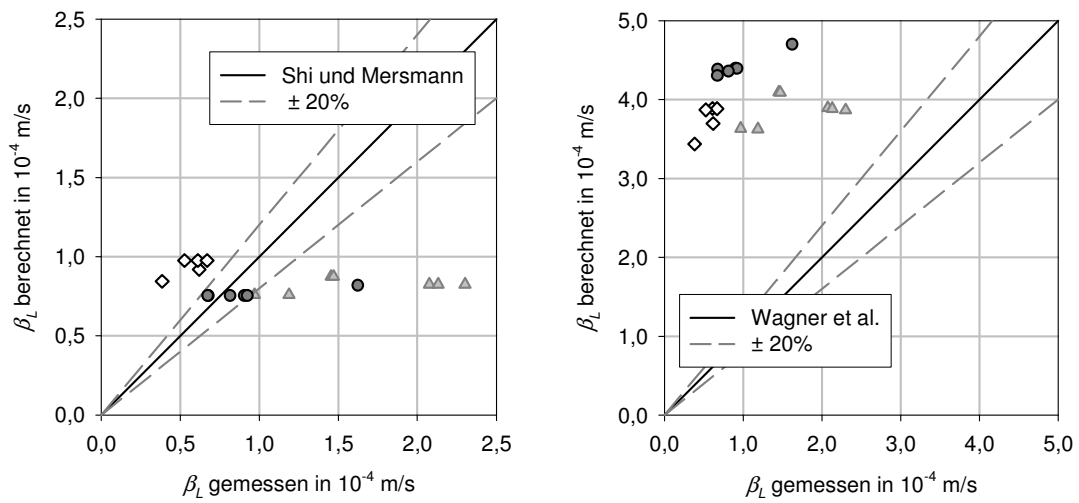 2,5
2,0
1,5
1,0
0,5
0,0
β_L berechnet in 10⁻⁴ m/s
Shi und Mersmann
± 20%
0,0 0,5 1,0 1,5 2,0 2,5
β_L gemessen in 10⁻⁴ m/s
5,0
4,0
3,0
2,0
1,0
0,0
β_L berechnet in 10⁻⁴ m/s
Wagner et al.
± 20%
0,0 1,0 2,0 3,0 4,0 5,0
β_L gemessen in 10⁻⁴ m/s